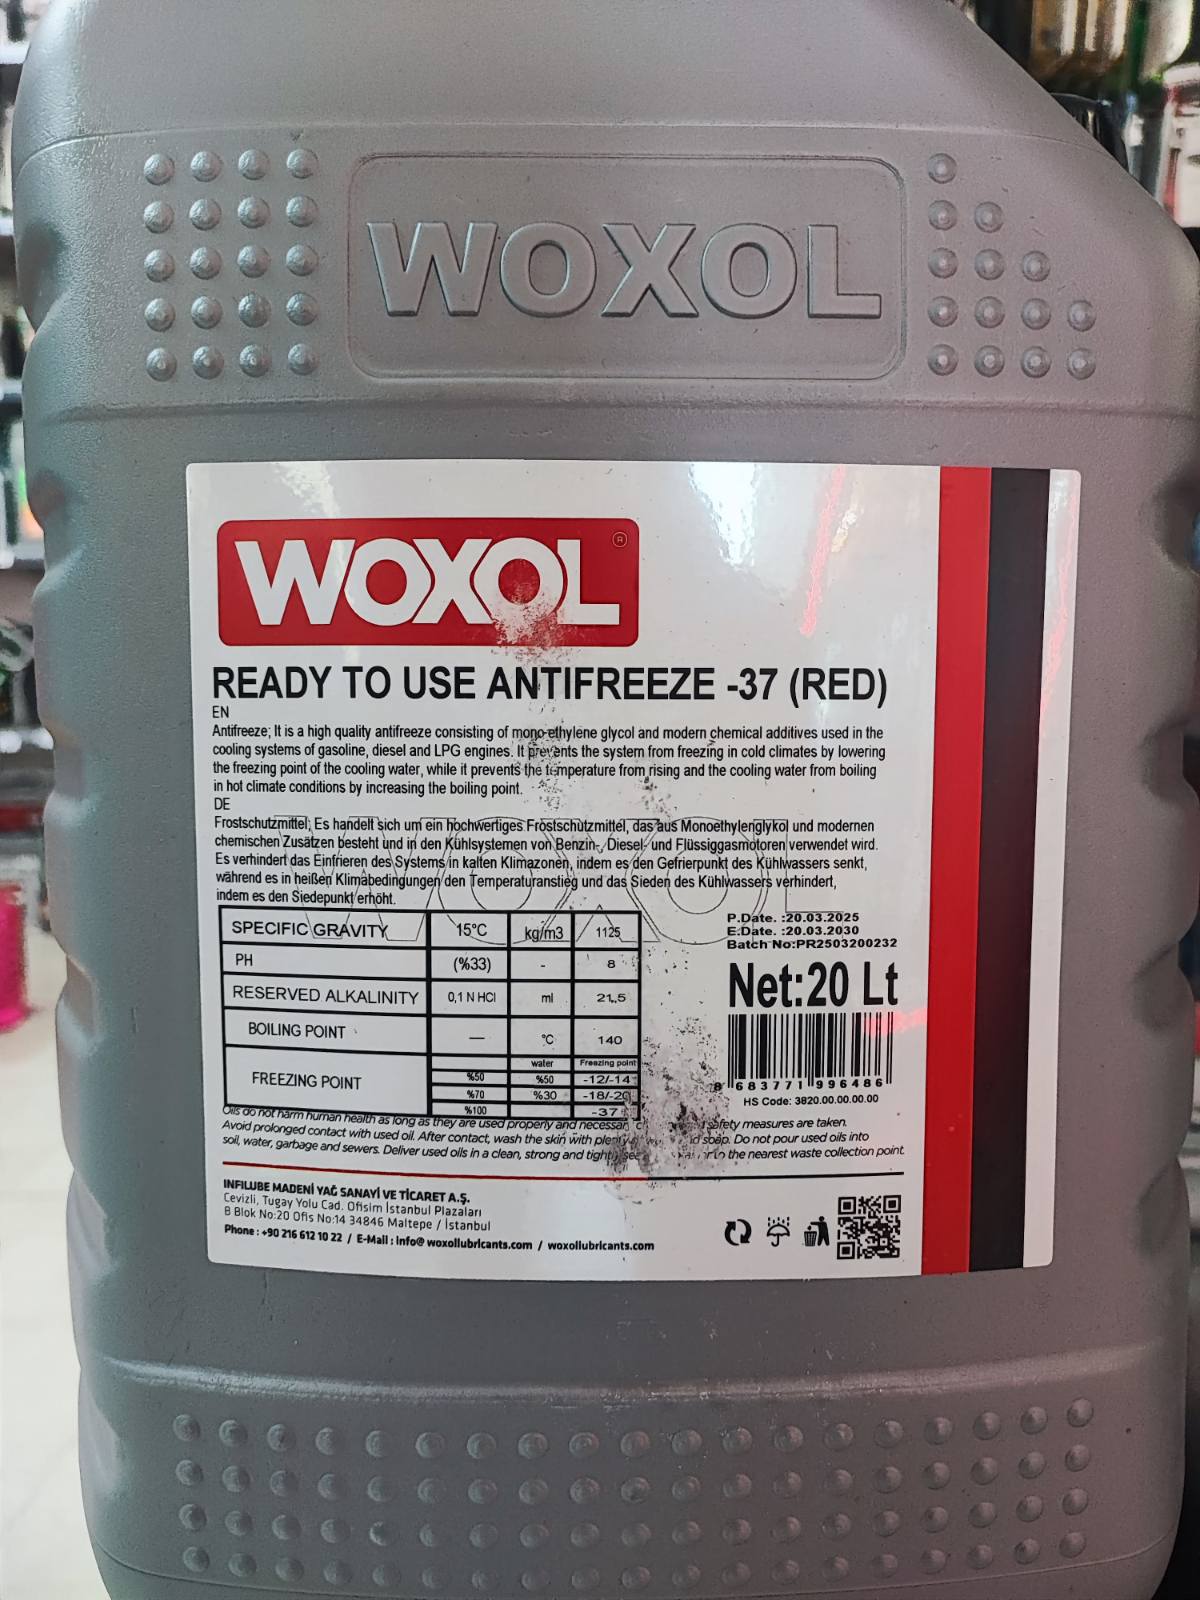 WOXOL
WOXOL ®
READY TO USE ANTIFREEZE -37 (RED)
EN
Antifreeze; It is a high quality antifreeze consisting of mono-ethylene glycol and modern chemical additives used in the
cooling systems of gasoline, diesel and LPG engines. It prevents the system from freezing in cold climates by lowering
the freezing point of the cooling water, while it prevents the temperature from rising and the cooling water from boiling
in hot climate conditions by increasing the boiling point.
DE
Frostschutzmittel; Es handelt sich um ein hochwertiges Frostschutzmittel, das aus Monoethylenglykol und modernen
chemischen Zusätzen besteht und in den Kühlsystemen von Benzin-, Diesel- und Flüssiggasmotoren verwendet wird.
Es verhindert das Einfrieren des Systems in kalten Klimazonen, indem es den Gefrierpunkt des Kühlwassers senkt,
während es in heißen Klimabedingungen den Temperaturanstieg und das Sieden des Kühlwassers verhindert,
indem es den Siedepunkt erhöht.
WOXOL
SPECIFIC GRAVITY 15°C kg/m3 1125
PH (%33) - 8
RESERVED ALKALINITY 0,1 N HCI ml 21,5
BOILING POINT — °C 140
FREEZING POINT water Freezing point
%50 %50 -12/-14
%70 %30 -18/-20
%100 -37
P.Date. :20.03.2025
E.Date. :20.03.2030
Batch No:PR2503200232
Net:20 Lt
8 683771 996486
HS Code: 3820.00.00.00.00
Oils do not harm human health as long as they are used properly and necessary safety measures are taken.
Avoid prolonged contact with used oil. After contact, wash the skin with plenty soap. Do not pour used oils into
soil, water, garbage and sewers. Deliver used oils in a clean, strong and tightly to the nearest waste collection point.
INFILUBE MADENİ YAĞ SANAYİ VE TİCARET A.Ş.
Cevizli, Tugay Yolu Cad. Ofisim İstanbul Plazaları
B Blok No:20 Ofis No:14 34846 Maltepe / İstanbul
Phone : +90 216 612 10 22 / E-Mail : info@woxollubricants.com / woxollubricants.com